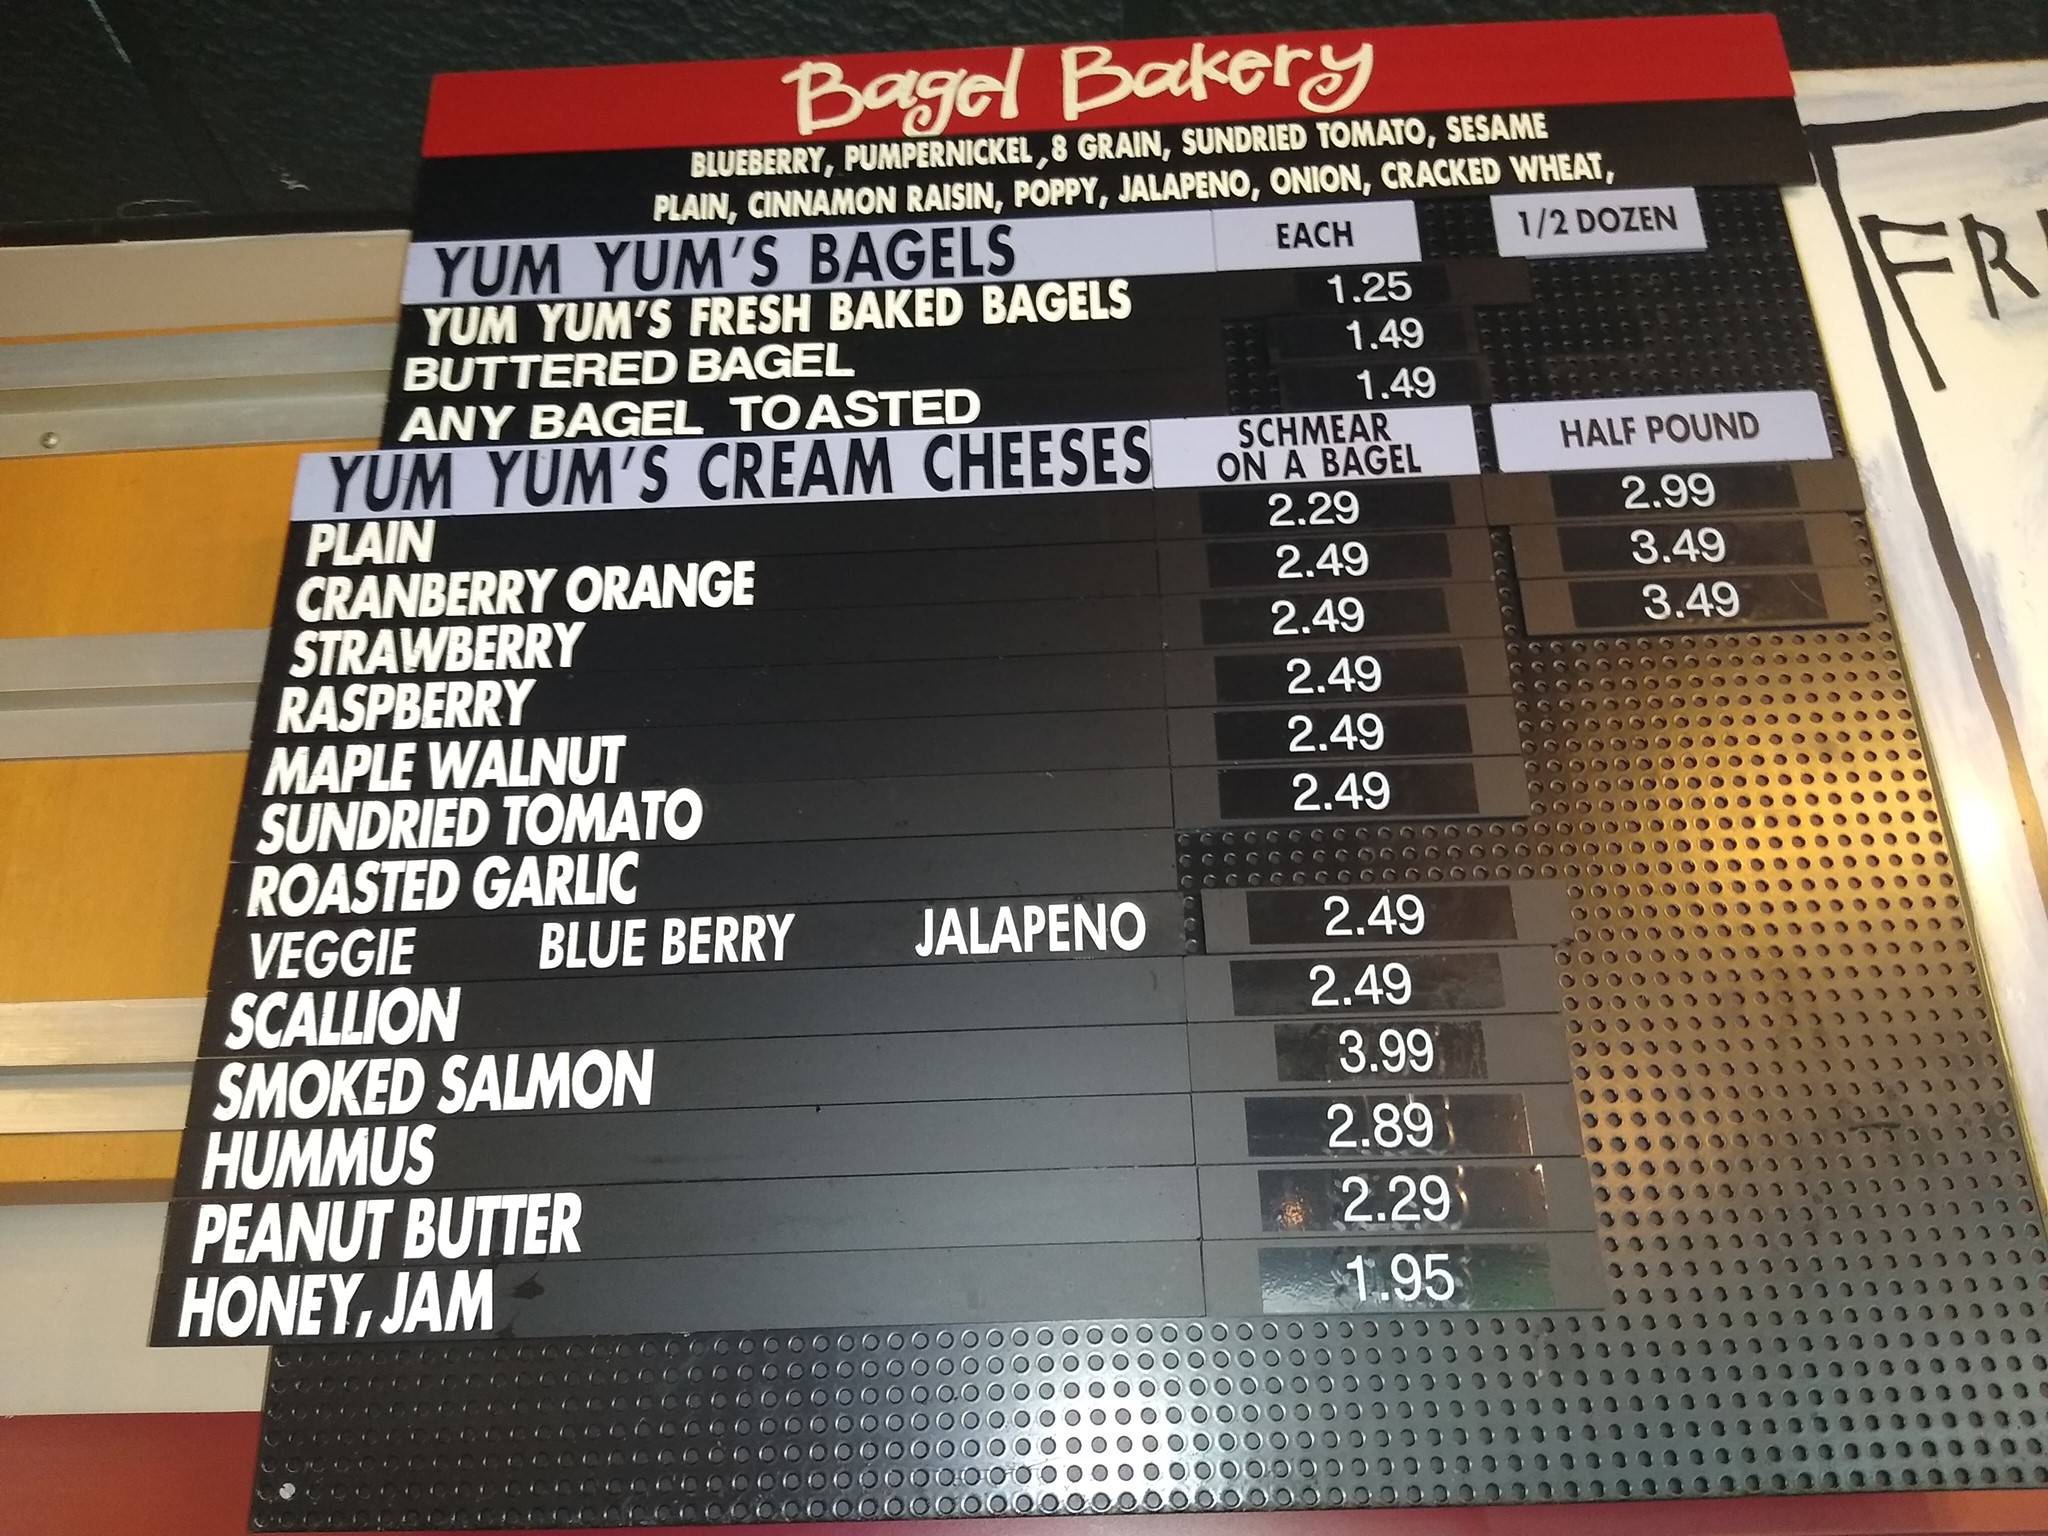 Bagel Bakery
BLUEBERRY, PUMPERNICKEL ,8 GRAIN, SUNDRIED TOMATO, SESAME
PLAIN, CINNAMON RAISIN, POPPY, JALAPENO, ONION, CRACKED WHEAT,
YUM YUM'S BAGELS EACH 1/2 DOZEN
YUM YUM'S FRESH BAKED BAGELS 1.25
BUTTERED BAGEL 1.49
ANY BAGEL TOASTED 1.49
YUM YUM'S CREAM CHEESES SCHMEAR ON A BAGEL HALF POUND
PLAIN 2.29 2.99
CRANBERRY ORANGE 2.49 3.49
STRAWBERRY 2.49 3.49
RASPBERRY 2.49
MAPLE WALNUT 2.49
SUNDRIED TOMATO 2.49
ROASTED GARLIC
VEGGIE BLUE BERRY JALAPENO 2.49
SCALLION 2.49
SMOKED SALMON 3.99
HUMMUS 2.89
PEANUT BUTTER 2.29
HONEY, JAM 1.95